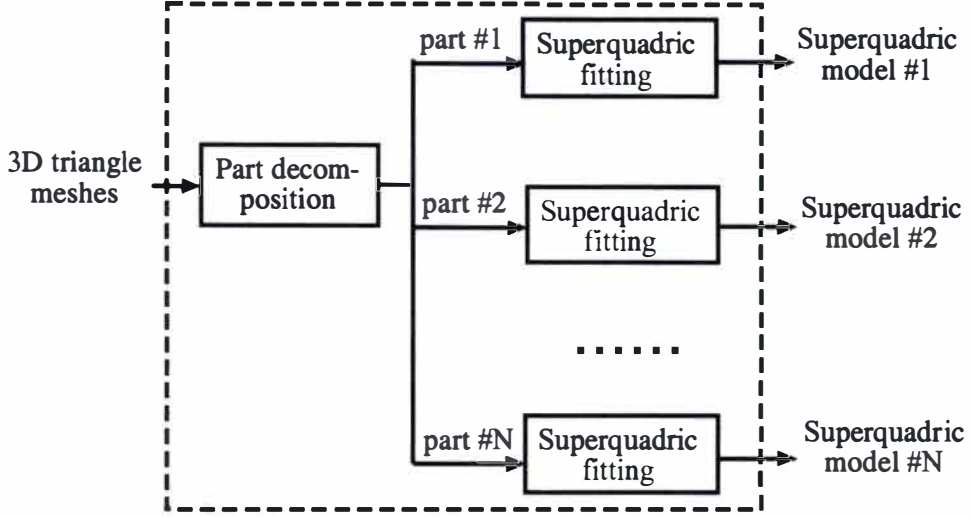 part #1
Superquadric
fitting
Superquadric
model #1
3D triangle
meshes
Part decom-
position
part #2
Superquadric
fitting
Superquadric
model #2
......
part #N
Superquadric
fitting
Superquadric
model #N